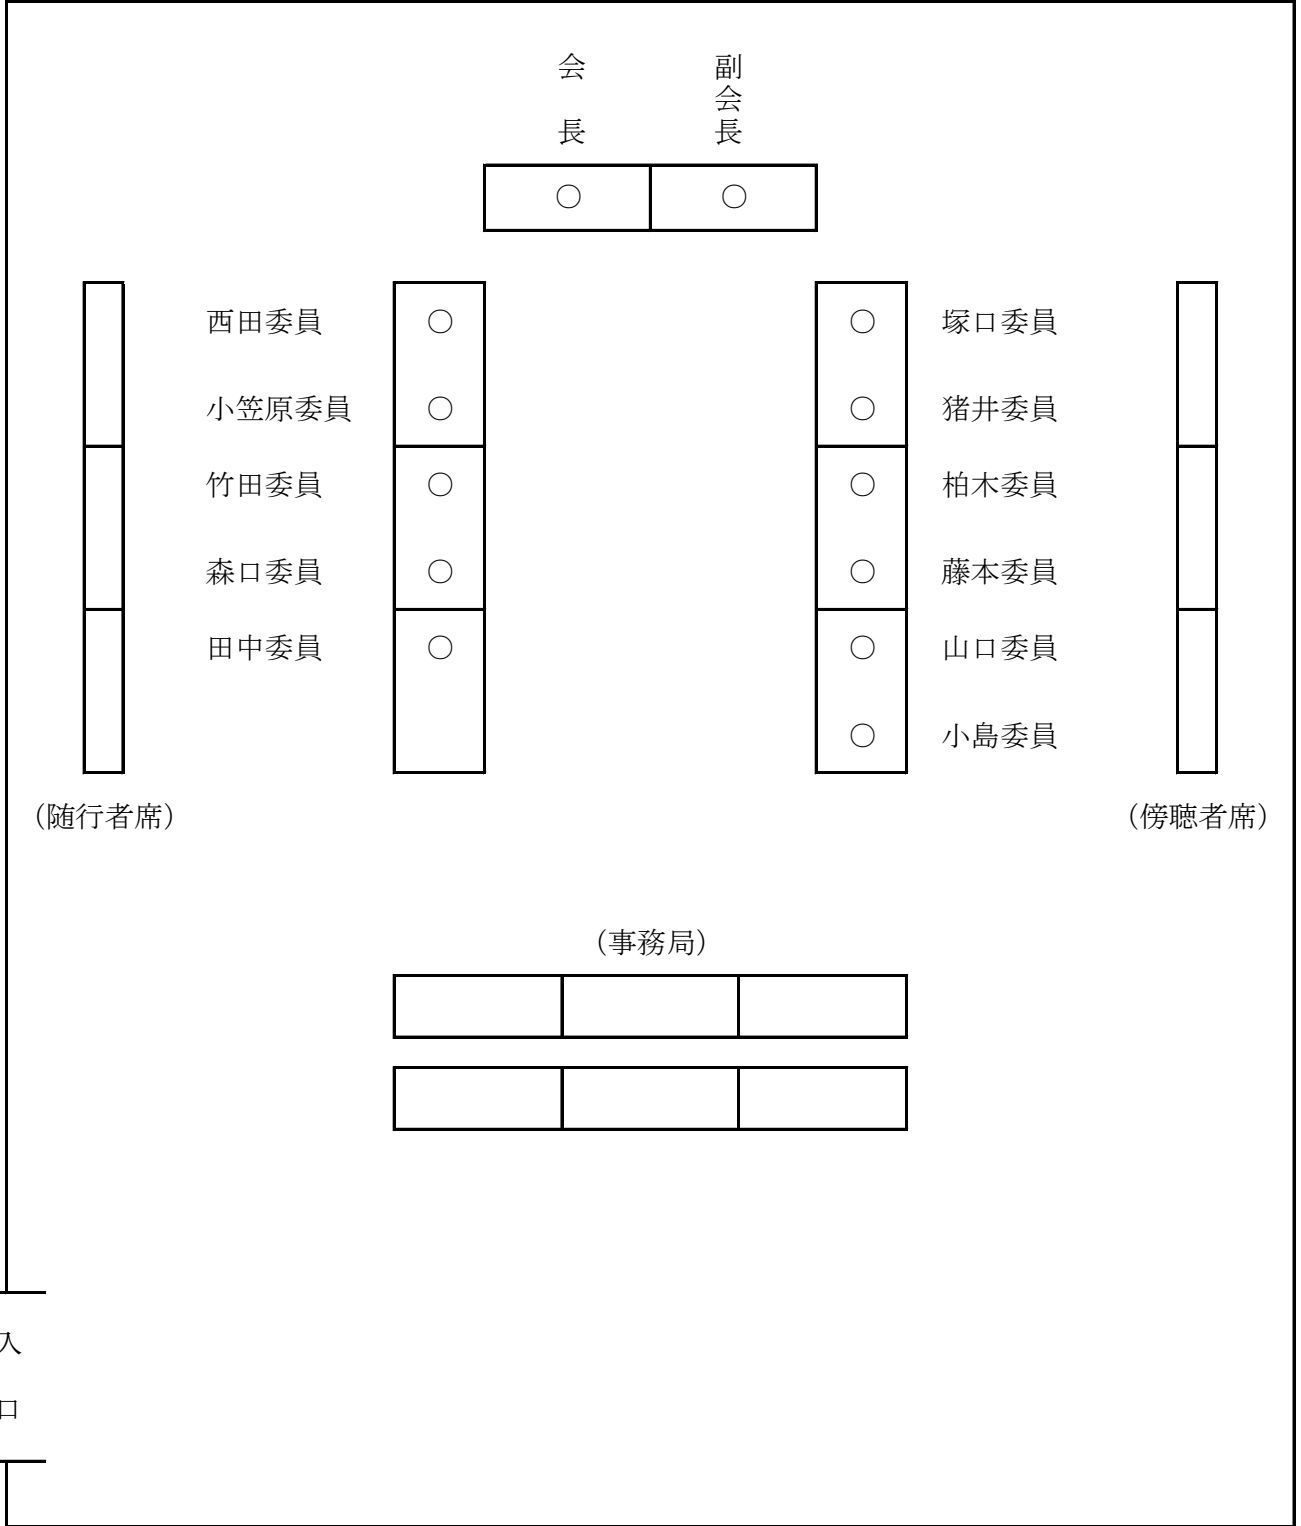 会長
副会長
○ ○
西田委員 ○ ○ 塚口委員
小笠原委員 ○ ○ 猪井委員
竹田委員 ○ ○ 柏木委員
森口委員 ○ ○ 藤本委員
田中委員 ○ ○ 山口委員
○ 小島委員
（随行者席） （傍聴者席）
（事務局）
入口